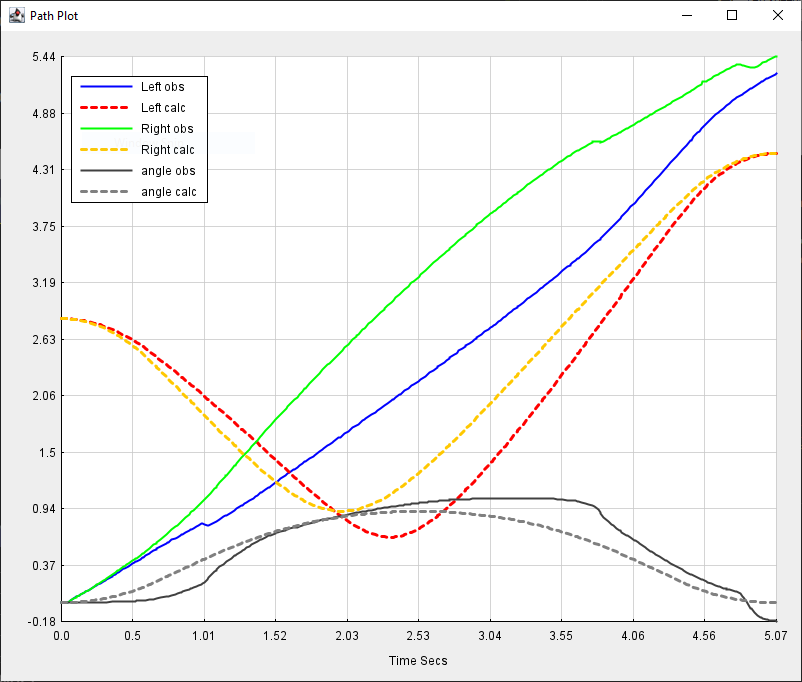 Path Plot
5.44
4.88
4.31
3.75
3.19
2.63
2.06
1.5
0.94
0.37
-0.18
Left obs
Left calc
Right obs
Right calc
angle obs
angle calc
0.0 0.5 1.01 1.52 2.03 2.53 3.04 3.55 4.06 4.56 5.07
Time Secs